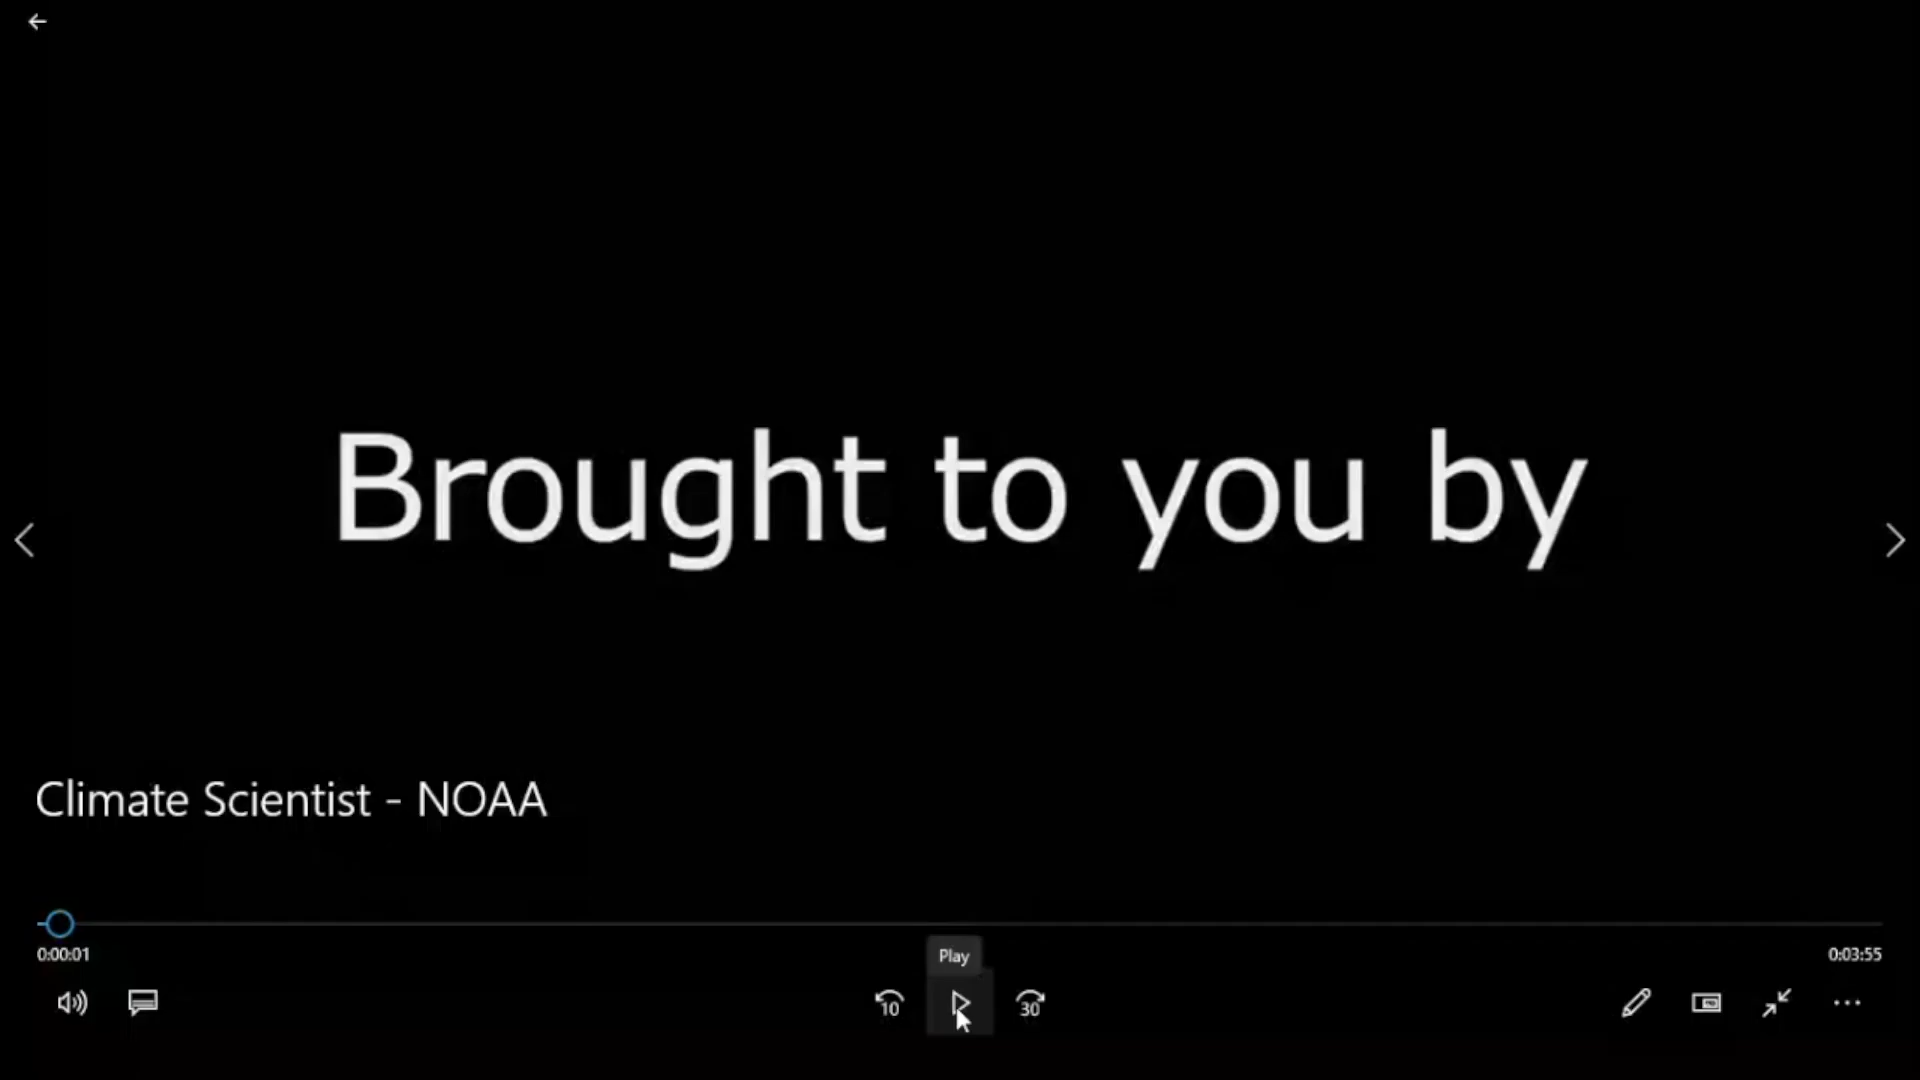 Brought to you by
Climate Scientist - NOAA
0:00:01
Play
0:03:55
10
30